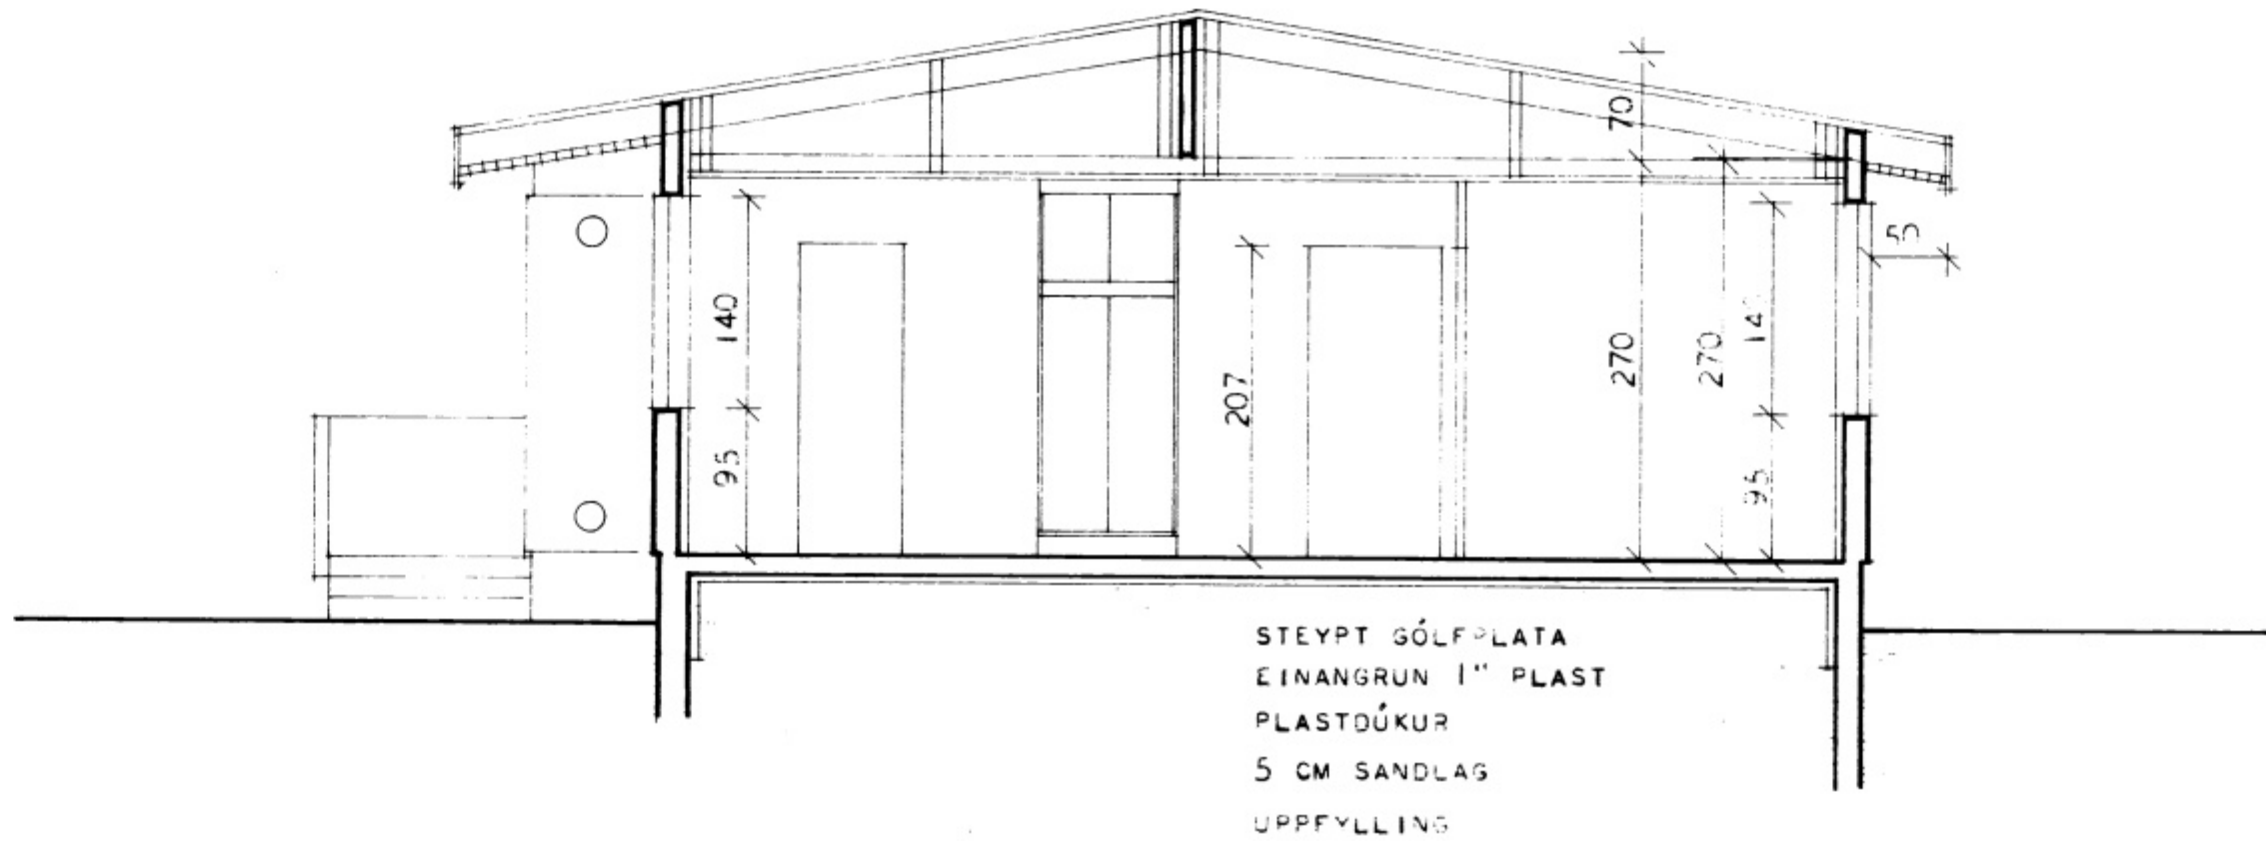 70
50
140
95
207
270
270
14
95
STEYPT GÓLFPLATA
EINANGRUN 1" PLAST
PLASTDÚKUR
5 CM SANDLAG
UPPFYLLING